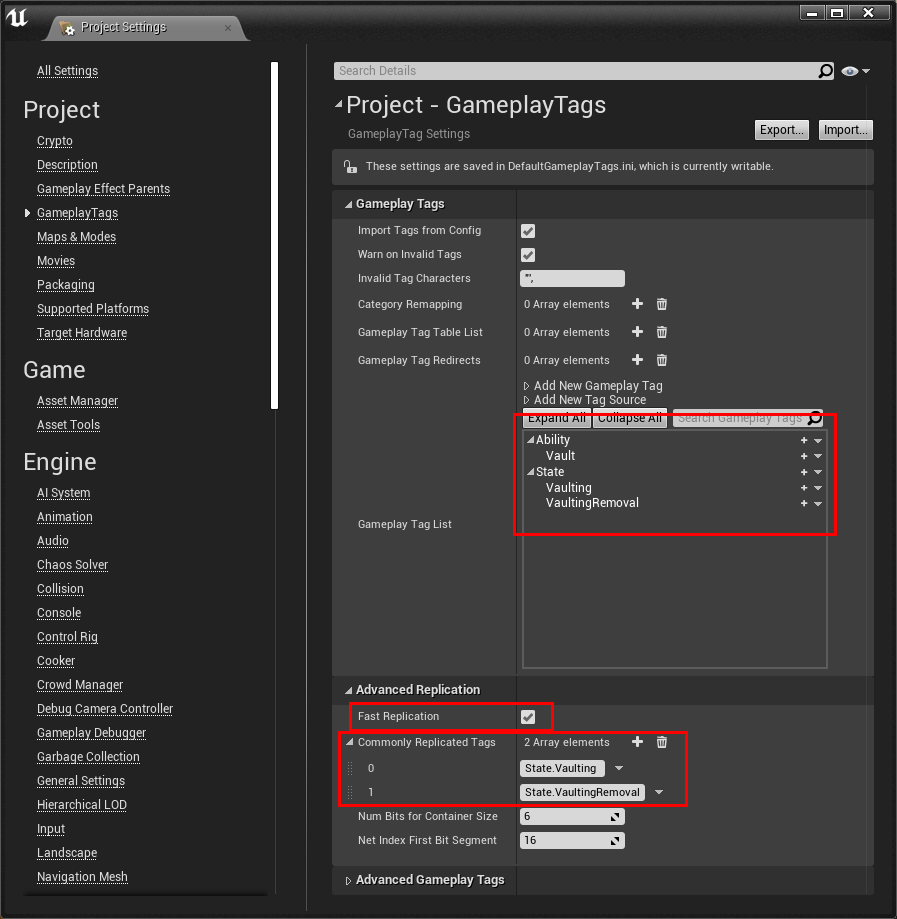 Project Settings
All Settings
Project
Crypto
Description
Gameplay Effect Parents
GameplayTags
Maps & Modes
Movies
Packaging
Supported Platforms
Target Hardware
Game
Asset Manager
Asset Tools
Engine
AI System
Animation
Audio
Chaos Solver
Collision
Console
Control Rig
Cooker
Crowd Manager
Debug Camera Controller
Gameplay Debugger
Garbage Collection
General Settings
Hierarchical LOD
Input
Landscape
Navigation Mesh
Search Details
Project - GameplayTags
GameplayTag Settings
Export... Import...
These settings are saved in DefaultGameplayTags.ini, which is currently writable.
Gameplay Tags
Import Tags from Config
Warn on Invalid Tags
Invalid Tag Characters "',
Category Remapping 0 Array elements
Gameplay Tag Table List 0 Array elements
Gameplay Tag Redirects 0 Array elements
Add New Gameplay Tag
Add New Tag Source
Expand All Collapse All Search Gameplay Tags
Ability
Vault
State
Vaulting
VaultingRemoval
Gameplay Tag List
Advanced Replication
Fast Replication
Commonly Replicated Tags 2 Array elements
0 State.Vaulting
1 State.VaultingRemoval
Num Bits for Container Size 6
Net Index First Bit Segment 16
Advanced Gameplay Tags